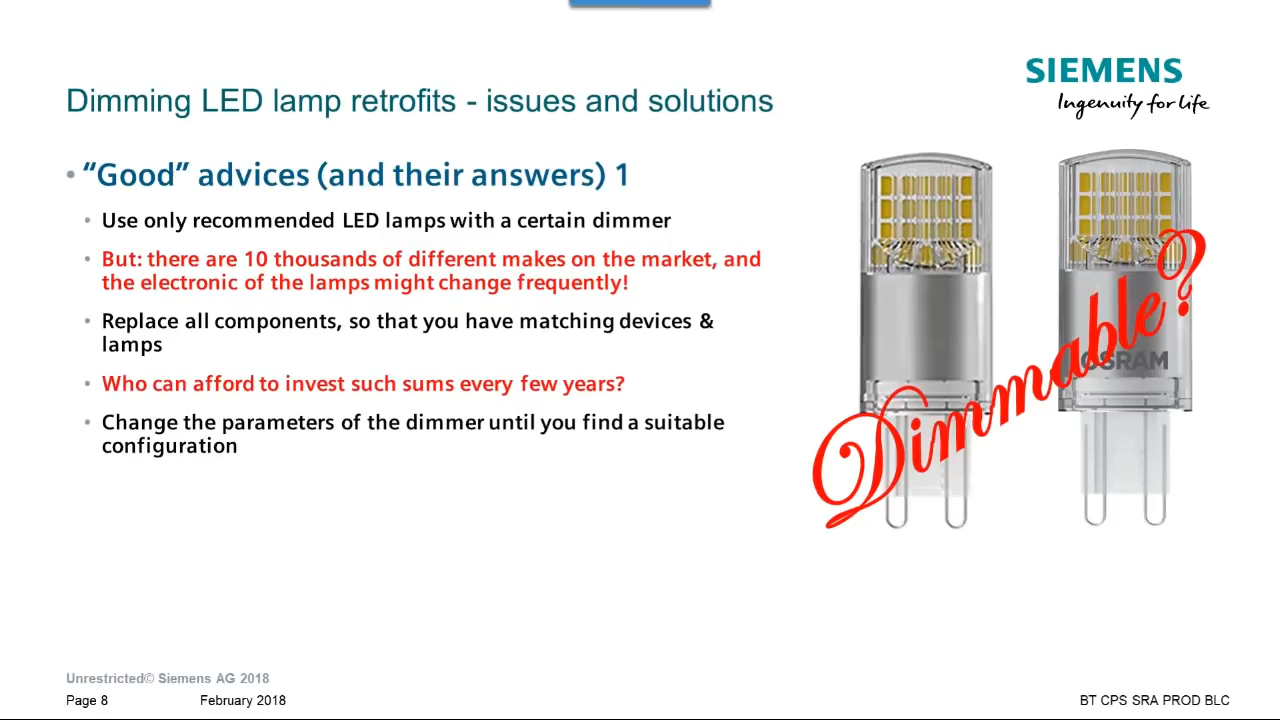 SIEMENS
Ingenuity for life
Dimming LED lamp retrofits - issues and solutions
• “Good” advices (and their answers) 1
• Use only recommended LED lamps with a certain dimmer
• But: there are 10 thousands of different makes on the market, and
the electronic of the lamps might change frequently!
• Replace all components, so that you have matching devices &
lamps
• Who can afford to invest such sums every few years?
• Change the parameters of the dimmer until you find a suitable
configuration
Dimmable?
OSRAM
Unrestricted© Siemens AG 2018
Page 8 February 2018 BT CPS SRA PROD BLC